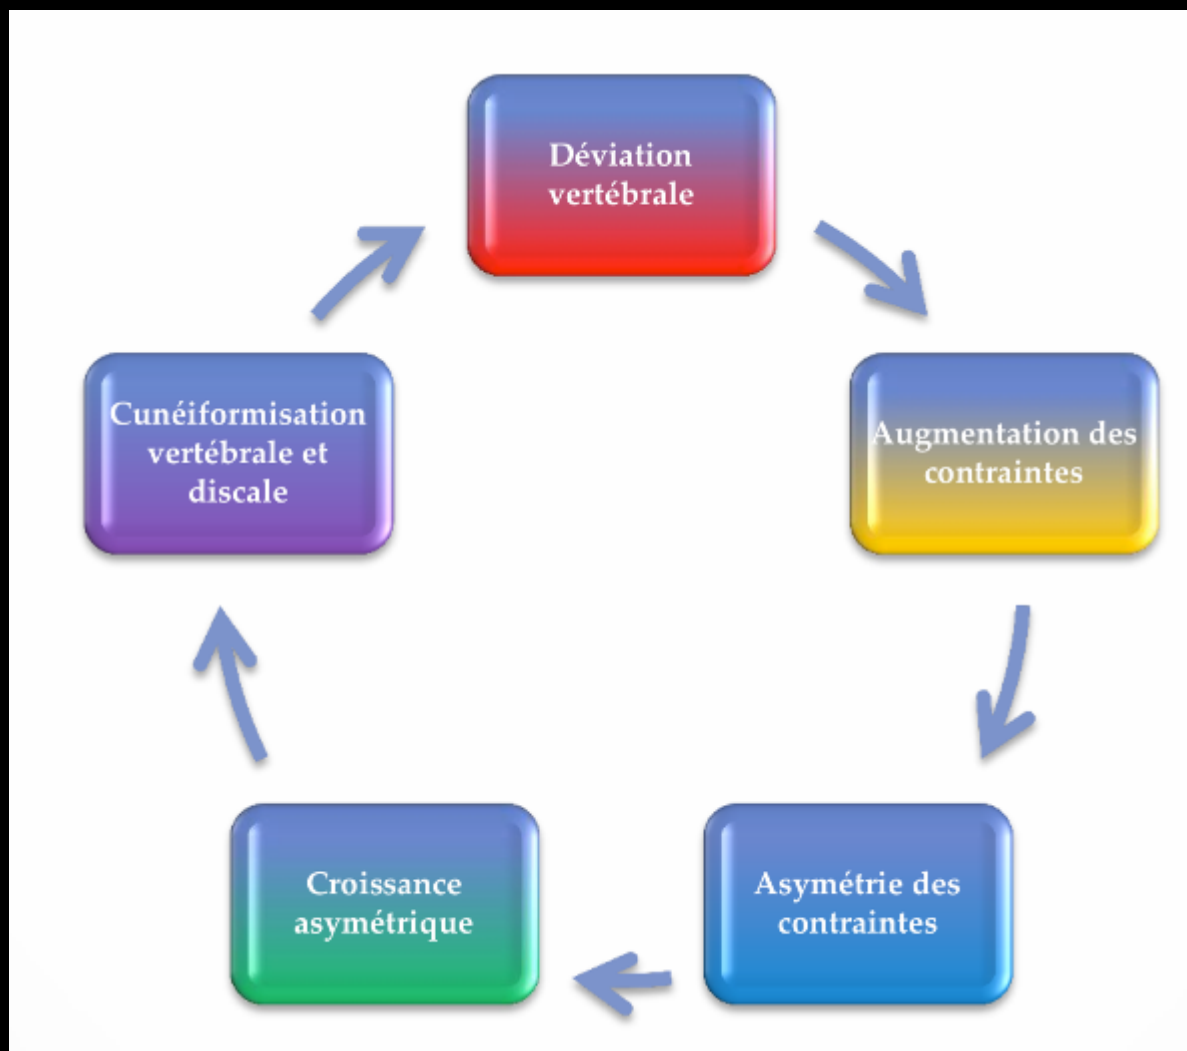 Déviation
vertébrale
Augmentation des
contraintes
Asymétrie des
contraintes
Croissance
asymétrique
Cunéiformisation
vertébrale et
discale